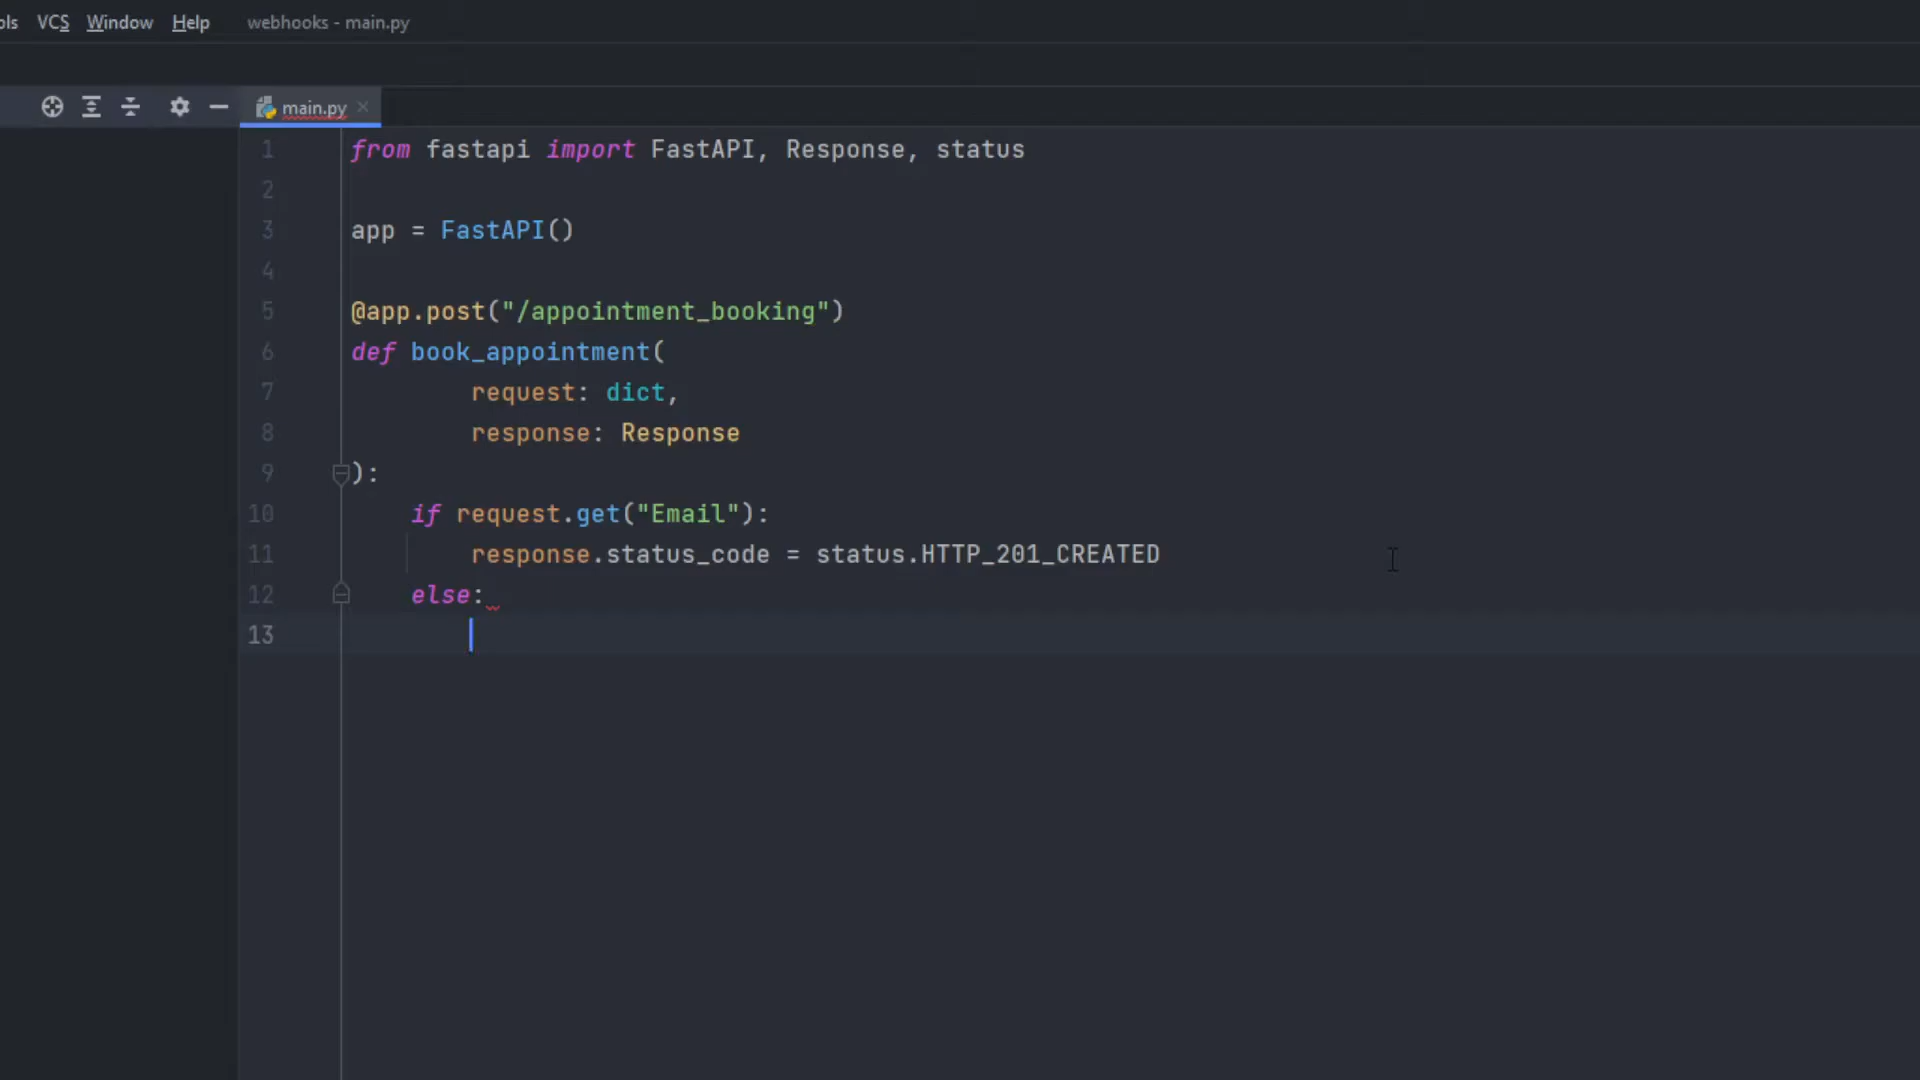 ols VCS Window Help webhooks - main.py
main.py
1 from fastapi import FastAPI, Response, status
2
3 app = FastAPI()
4
5 @app.post("/appointment_booking")
6 def book_appointment(
7 request: dict,
8 response: Response
9 ):
10 if request.get("Email"):
11 response.status_code = status.HTTP_201_CREATED
12 else:
13